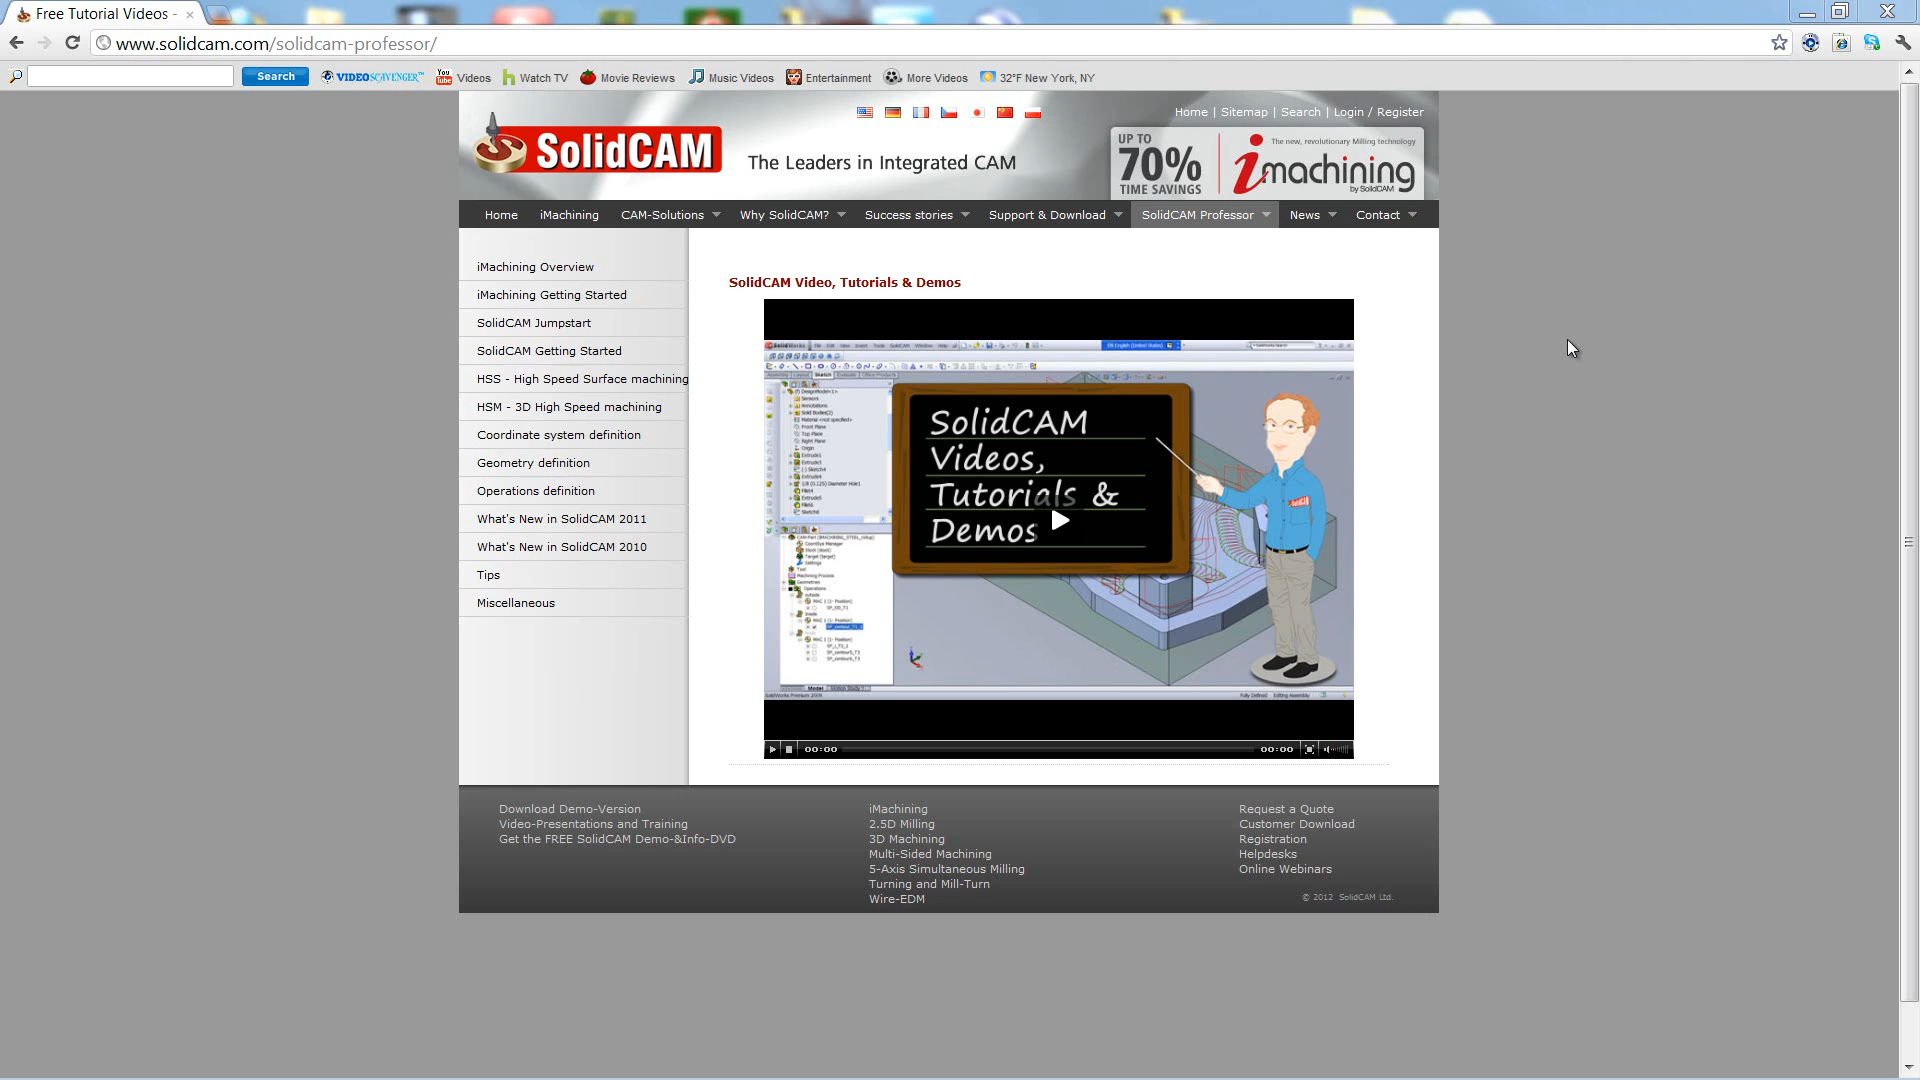 Free Tutorial Videos -
www.solidcam.com/solidcam-professor/
Search VIDEOSCAVENGER Videos Watch TV Movie Reviews Music Videos Entertainment More Videos 32°F New York, NY
Home | Sitemap | Search | Login / Register
SolidCAM
The Leaders in Integrated CAM
UP TO
70%
TIME SAVINGS
The new, revolutionary Milling technology
imachining
by SolidCAM
Home iMachining CAM-Solutions Why SolidCAM? Success stories Support & Download SolidCAM Professor News Contact
iMachining Overview
iMachining Getting Started
SolidCAM Jumpstart
SolidCAM Getting Started
HSS - High Speed Surface machining
HSM - 3D High Speed machining
Coordinate system definition
Geometry definition
Operations definition
What's New in SolidCAM 2011
What's New in SolidCAM 2010
Tips
Miscellaneous
SolidCAM Video, Tutorials & Demos
SolidCAM
Videos,
Tutorials &
Demos
00:00 00:00
Download Demo-Version
Video-Presentations and Training
Get the FREE SolidCAM Demo-&Info-DVD
iMachining
2.5D Milling
3D Machining
Multi-Sided Machining
5-Axis Simultaneous Milling
Turning and Mill-Turn
Wire-EDM
Request a Quote
Customer Download
Registration
Helpdesks
Online Webinars
© 2012 SolidCAM Ltd.